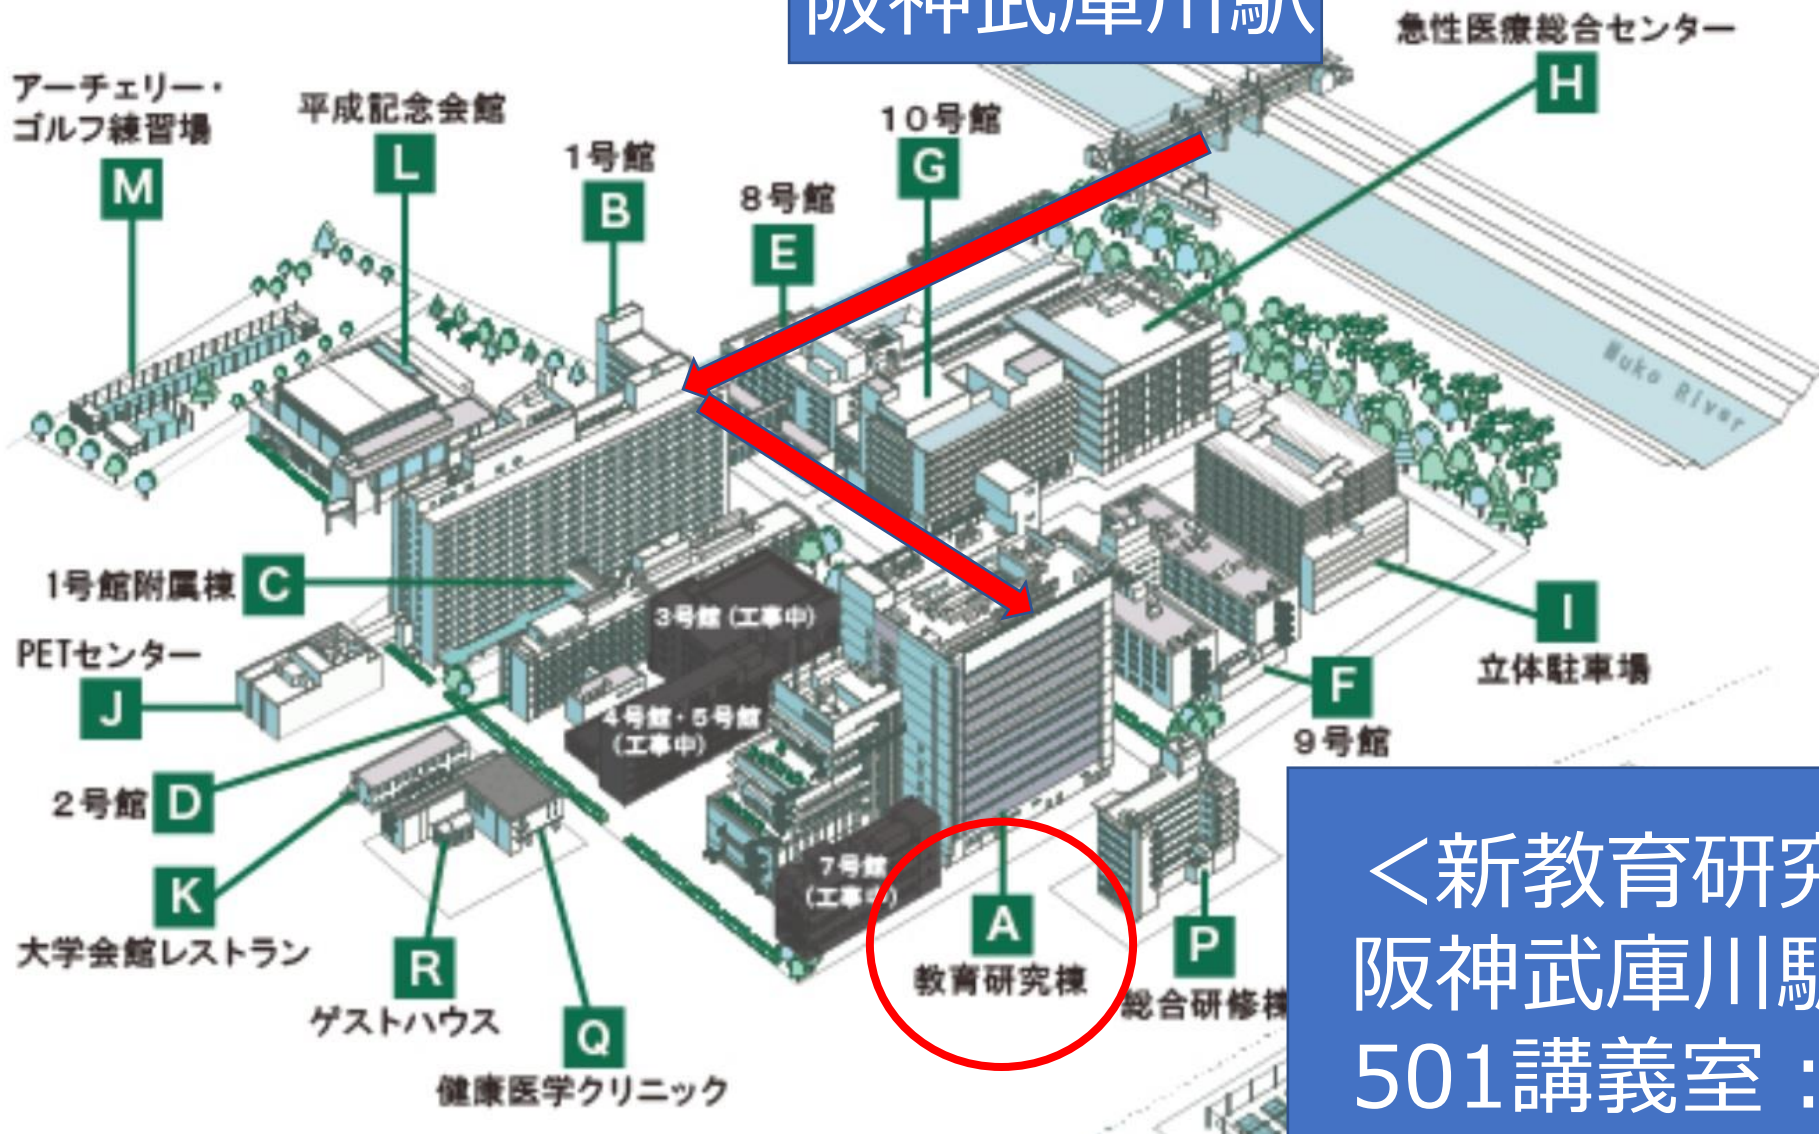 阪神武庫川駅
急性医療総合センター
H
アーチェリー・
ゴルフ練習場
M
平成記念会館
L
1号館
B
8号館
E
10号館
G
Muko River
1号館附属棟
C
3号館(工事中)
PETセンター
J
4号館・5号館
(工事中)
I
立体駐車場
F
9号館
2号館
D
7号館
(工事中)
K
大学会館レストラン
R
ゲストハウス
Q
健康医学クリニック
A
教育研究棟
P
総合研修棟
＜新教育研究
阪神武庫川駅
501講義室：